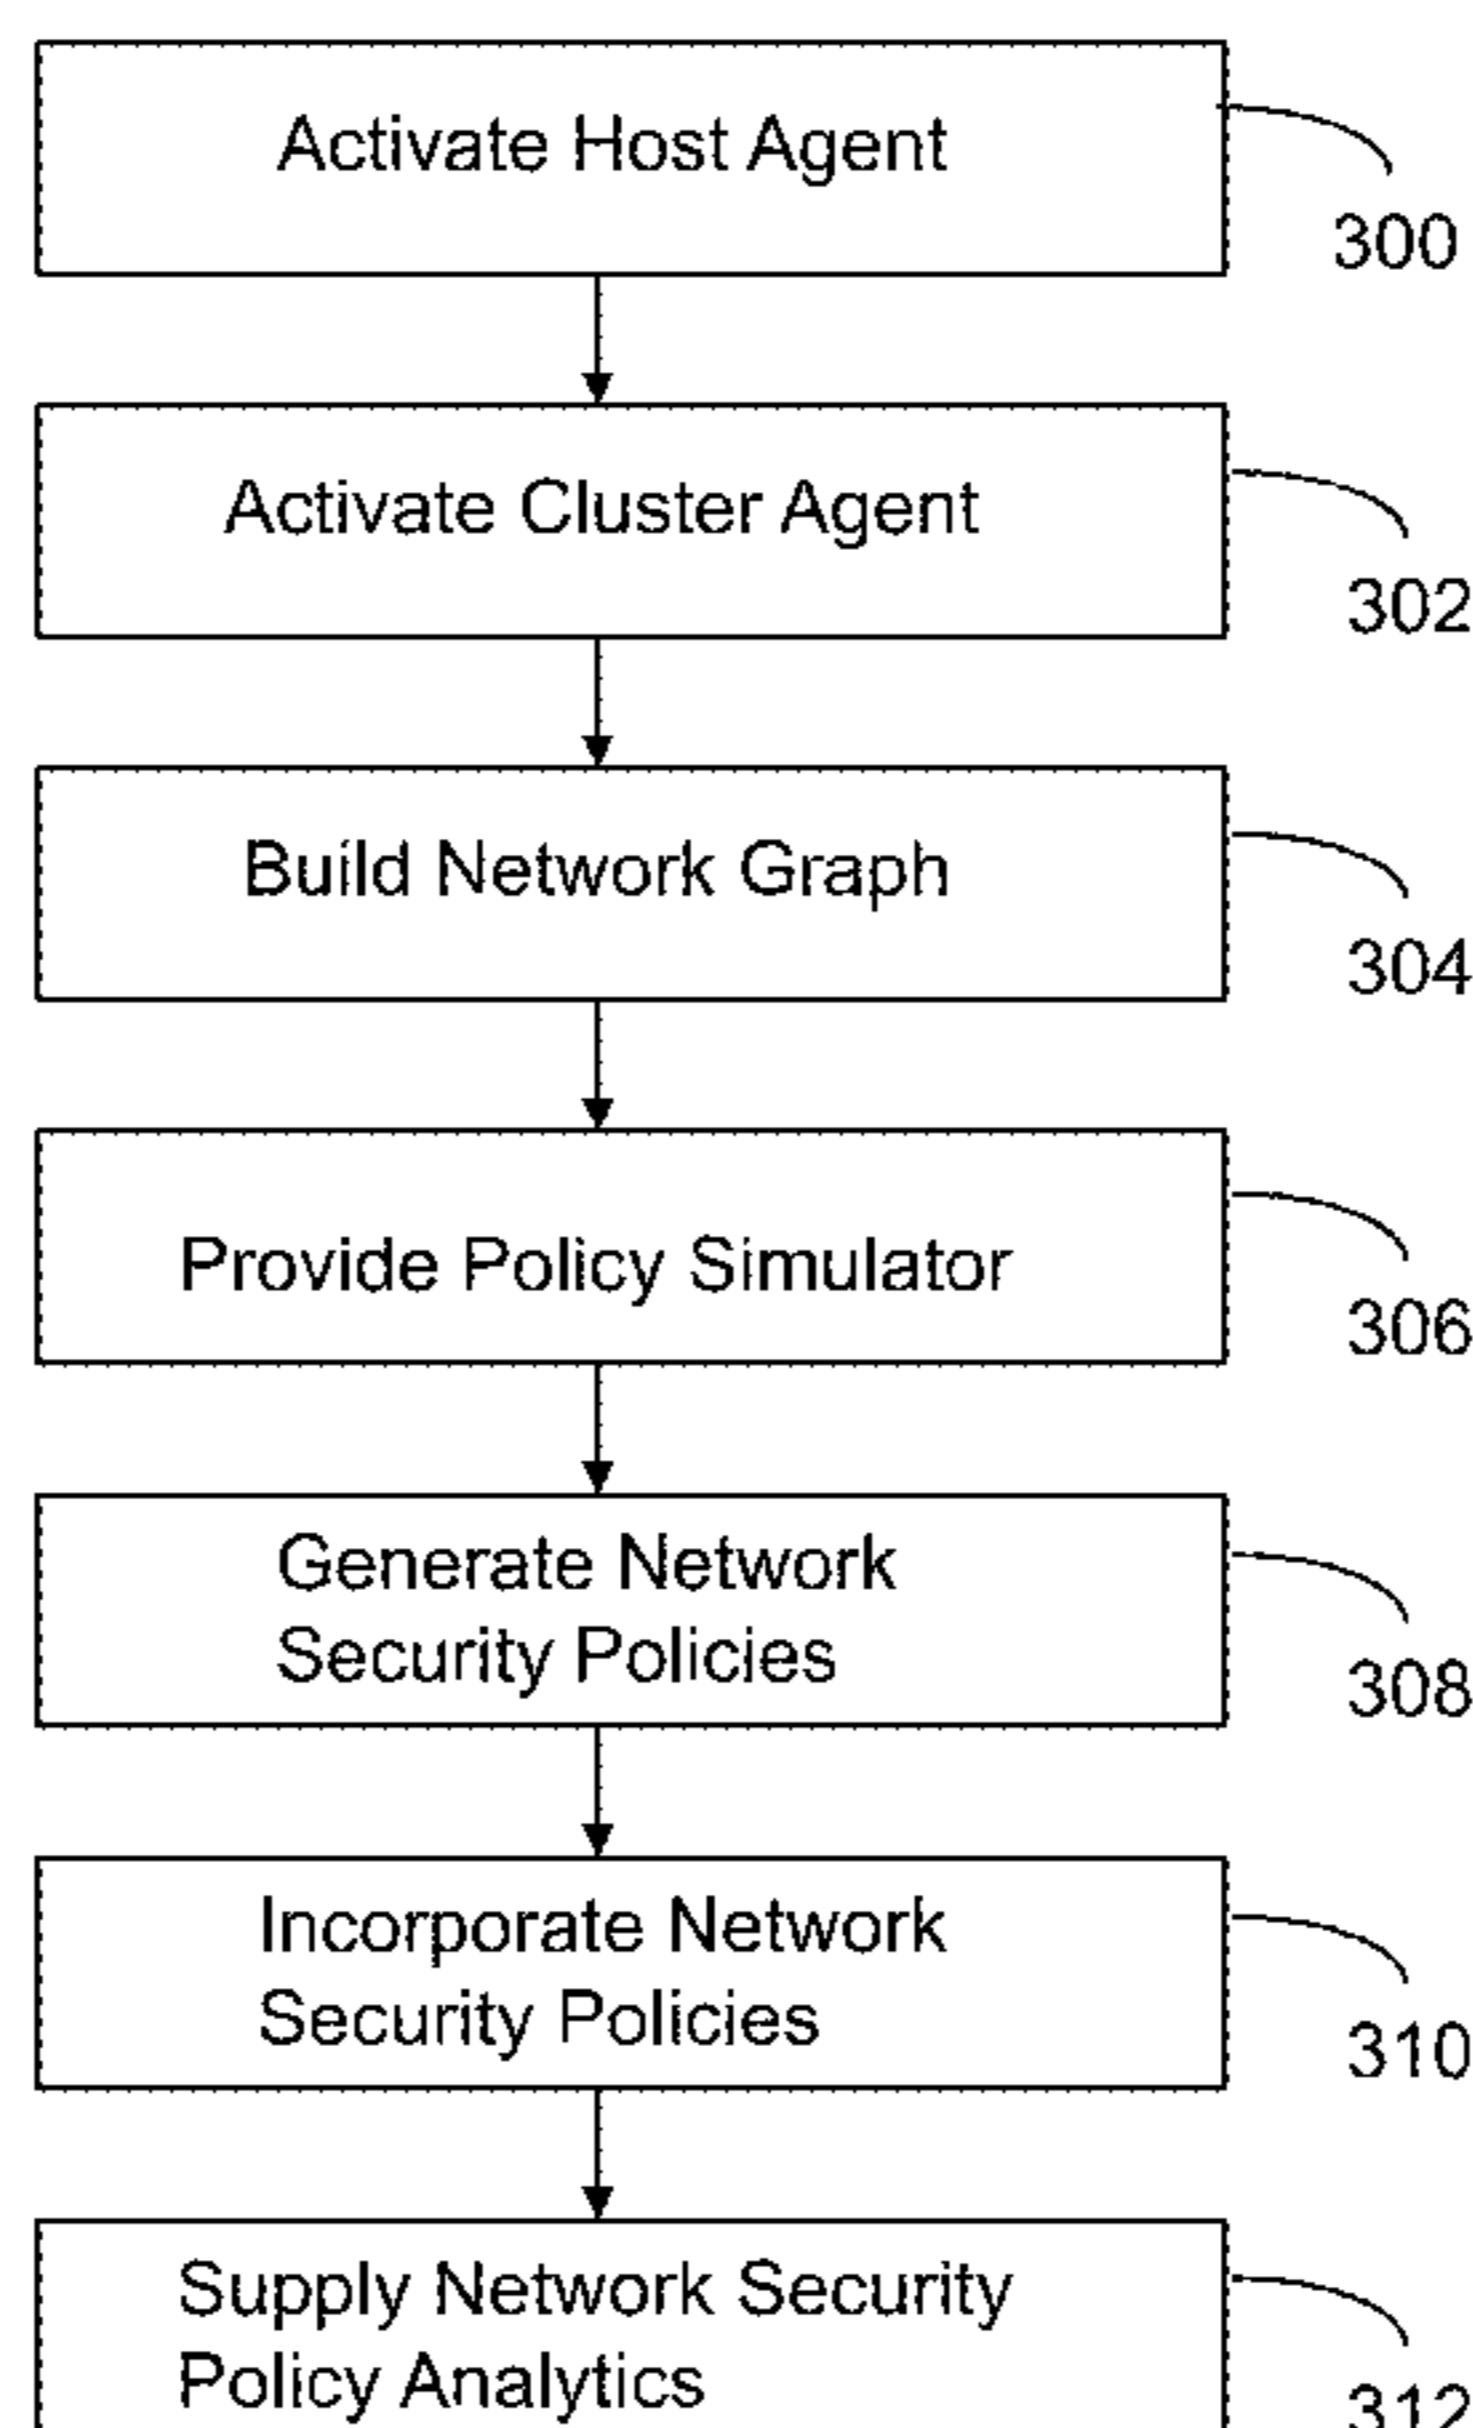 Activate Host Agent
300
Activate Cluster Agent
302
Build Network Graph
304
Provide Policy Simulator
306
Generate Network
Security Policies
308
Incorporate Network
Security Policies
310
Supply Network Security
Policy Analytics
312